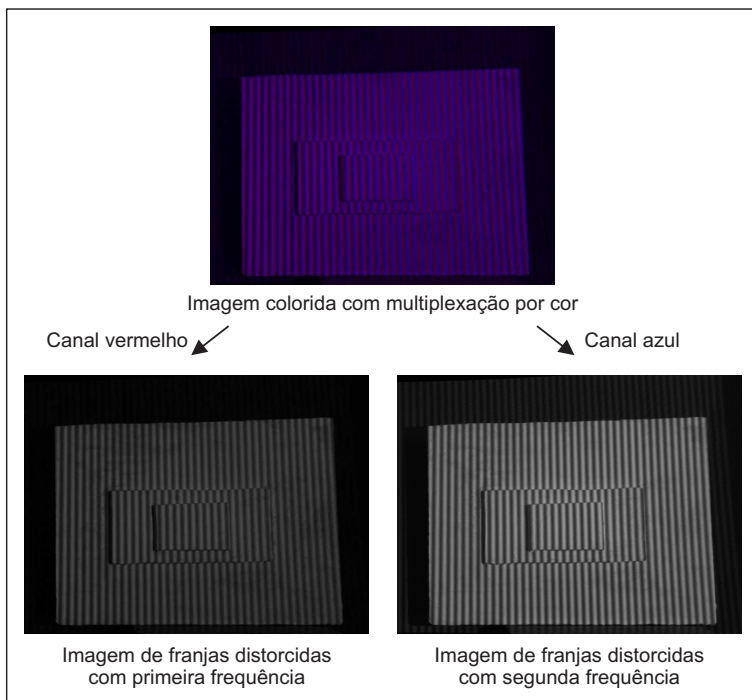 Imagem colorida com multiplexação por cor
Canal vermelho
Canal azul
Imagem de franjas distorcidas
com primeira frequência
Imagem de franjas distorcidas
com segunda frequência